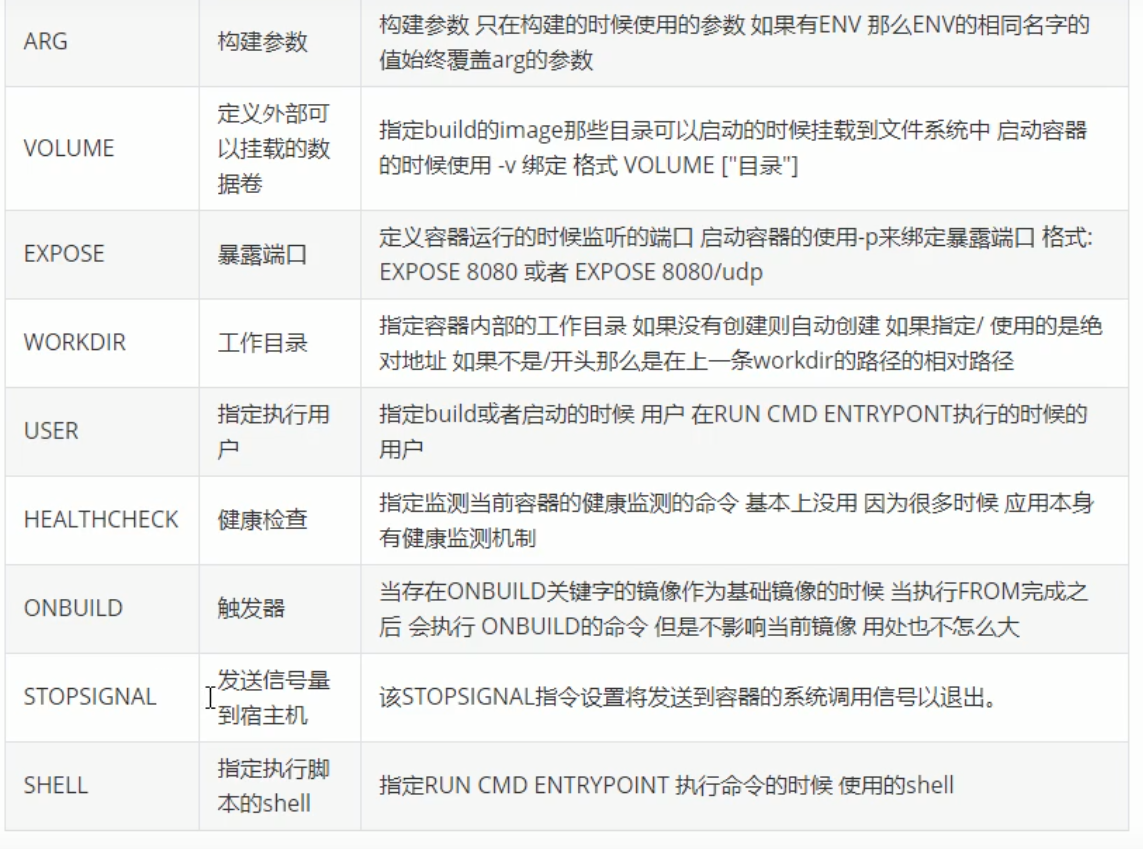 ARG
构建参数
构建参数 只在构建的时候使用的参数 如果有ENV 那么ENV的相同名字的
值始终覆盖arg的参数
VOLUME
定义外部可
以挂载的数
据卷
指定build的image那些目录可以启动的时候挂载到文件系统中 启动容器
的时候使用 -v 绑定 格式 VOLUME ["目录"]
EXPOSE
暴露端口
定义容器运行的时候监听的端口 启动容器的使用-p来绑定暴露端口 格式:
EXPOSE 8080 或者 EXPOSE 8080/udp
WORKDIR
工作目录
指定容器内部的工作目录 如果没有创建则自动创建 如果指定/ 使用的是绝
对地址 如果不是/开头那么是在上一条workdir的路径的相对路径
USER
指定执行用
户
指定build或者启动的时候 用户 在RUN CMD ENTRYPONT执行的时候的
用户
HEALTHCHECK
健康检查
指定监测当前容器的健康监测的命令 基本上没用 因为很多时候 应用本身
有健康监测机制
ONBUILD
触发器
当存在ONBUILD关键字的镜像作为基础镜像的时候 当执行FROM完成之
后 会执行 ONBUILD的命令 但是不影响当前镜像 用处也不怎么大
STOPSIGNAL
发送信号量
到宿主机
该STOPSIGNAL指令设置将发送到容器的系统调用信号以退出。
SHELL
指定执行脚
本的shell
指定RUN CMD ENTRYPOINT 执行命令的时候 使用的shell